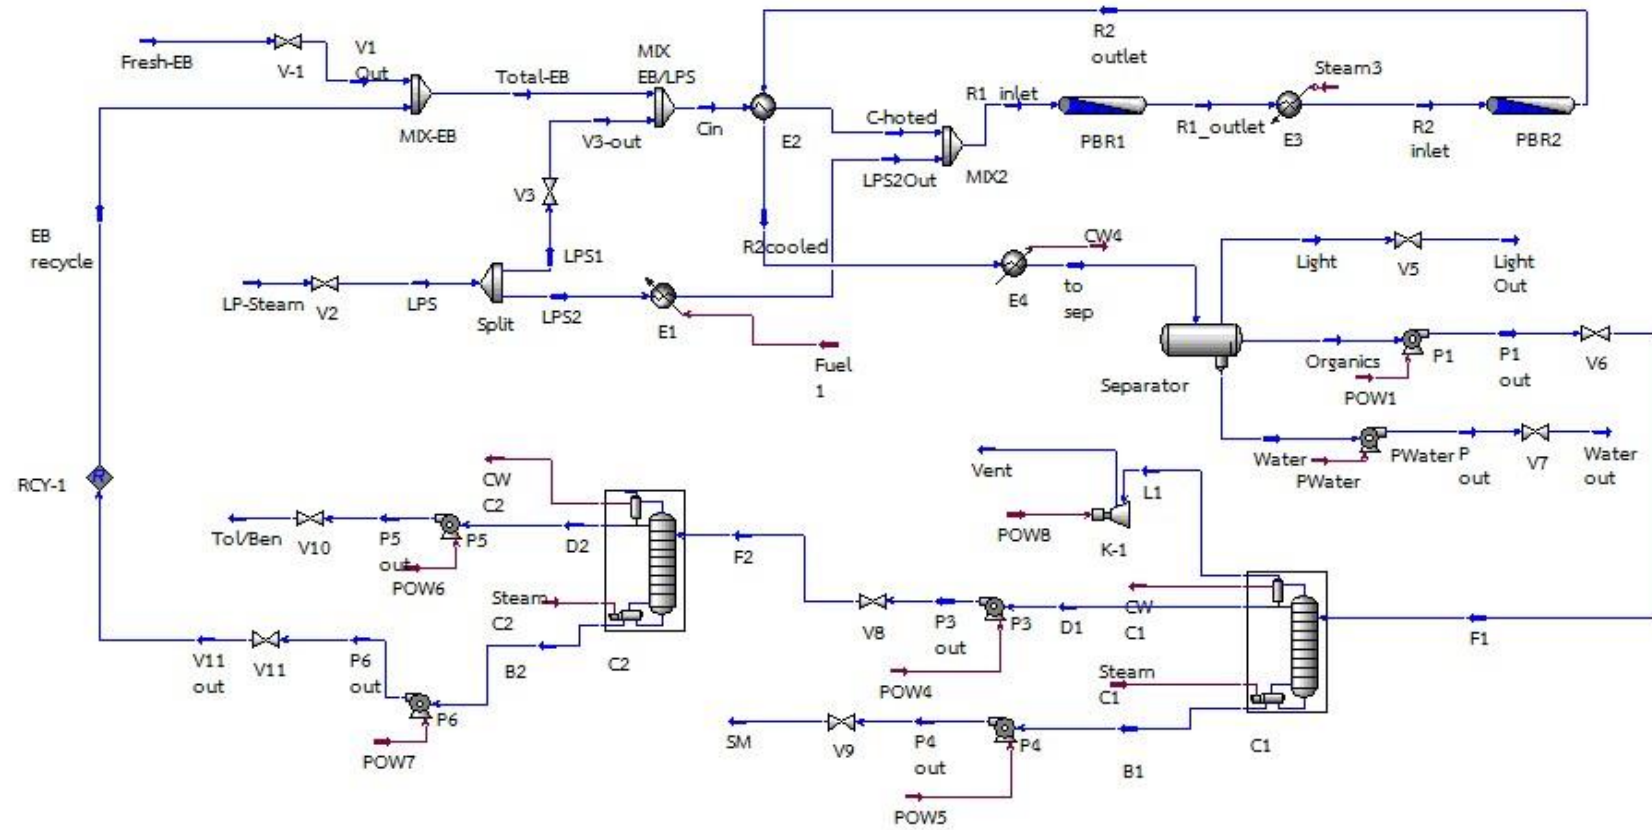 R2
outlet
Fresh-EB
V-1
V1
Out
MIX-EB
Total-EB
MIX
EB/LPS
Cin
E2
C-hoted
LPS2Out
MIX2
R1_inlet
PBR1
R1_outlet
Steam3
E3
R2
inlet
PBR2
V3-out
V3
LPS1
EB
recycle
LP-Steam
V2
LPS
Split
LPS2
E1
Fuel
1
R2cooled
CW4
E4
to
sep
Separator
Light
V5
Light
Out
Organics
P1
POW1
P1
out
V6
Water
PWater
PWater
P
out
V7
Water
out
RCY-1
R
CW
C2
Tol/Ben
V10
P5
out
P5
POW6
D2
Steam
C2
C2
F2
B2
V11
out
V11
P6
out
P6
POW7
Vent
L1
POW8
K-1
V8
P3
out
P3
D1
POW4
CW
C1
Steam
C1
F1
C1
SM
V9
P4
out
P4
B1
POW5